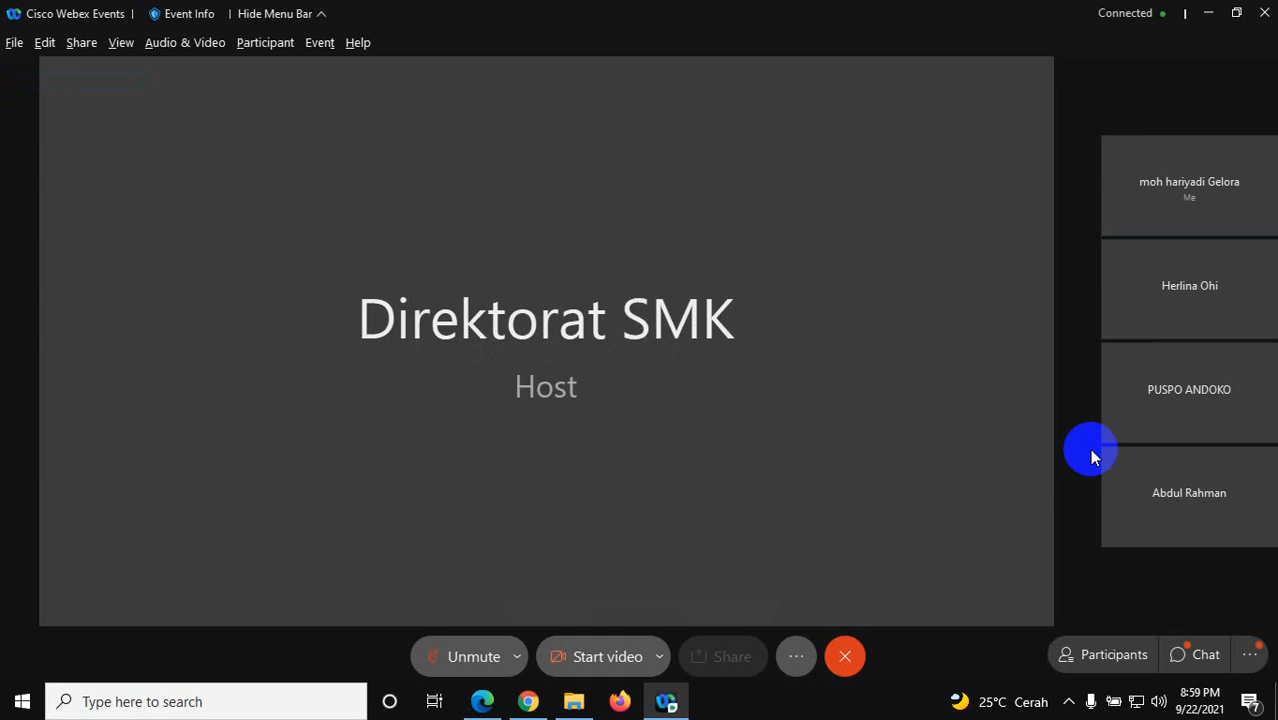 Cisco Webex Events | Event Info | Hide Menu Bar
Connected
File Edit Share View Audio & Video Participant Event Help
moh hariyadi Gelora
Me
Herlina Ohi
Direktorat SMK
Host
PUSPO ANDOKO
Abdul Rahman
Unmute Start video Share Participants Chat
Type here to search
25°C Cerah
8:59 PM
9/22/2021
7